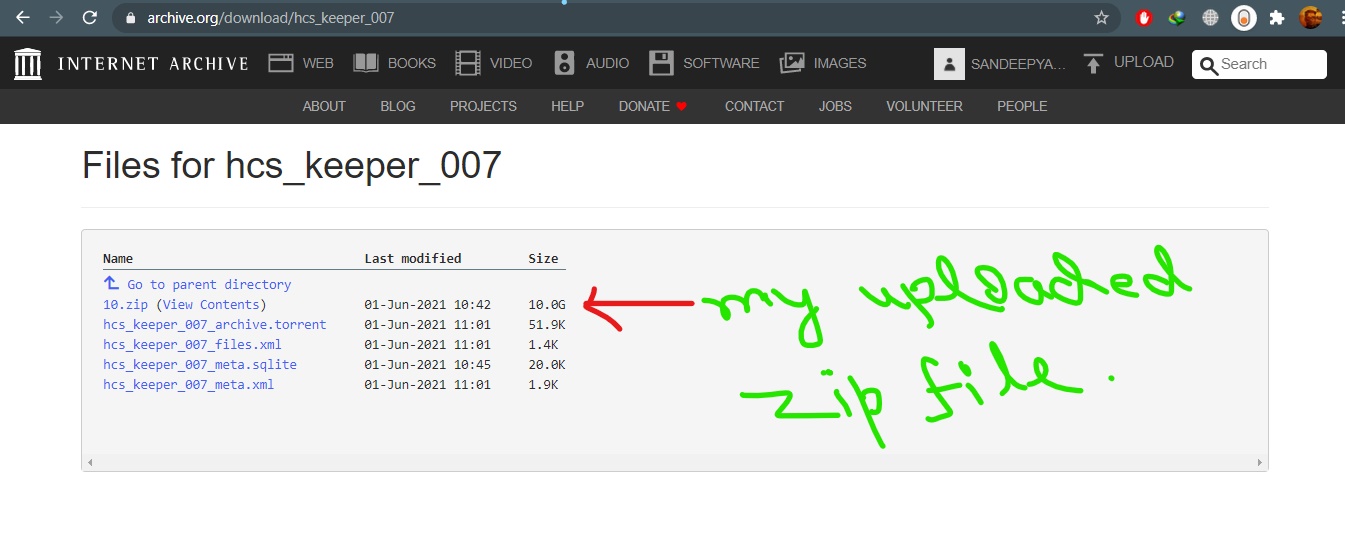 archive.org/download/hcs_keeper_007
INTERNET ARCHIVE WEB BOOKS VIDEO AUDIO SOFTWARE IMAGES SANDEEPYA... UPLOAD Search
ABOUT BLOG PROJECTS HELP DONATE CONTACT JOBS VOLUNTEER PEOPLE
Files for hcs_keeper_007
Name Last modified Size
Go to parent directory
10.zip (View Contents) 01-Jun-2021 10:42 10.0G
hcs_keeper_007_archive.torrent 01-Jun-2021 11:01 51.9K
hcs_keeper_007_files.xml 01-Jun-2021 11:01 1.4K
hcs_keeper_007_meta.sqlite 01-Jun-2021 10:45 20.0K
hcs_keeper_007_meta.xml 01-Jun-2021 11:01 1.9K
my uploaded
zip file.